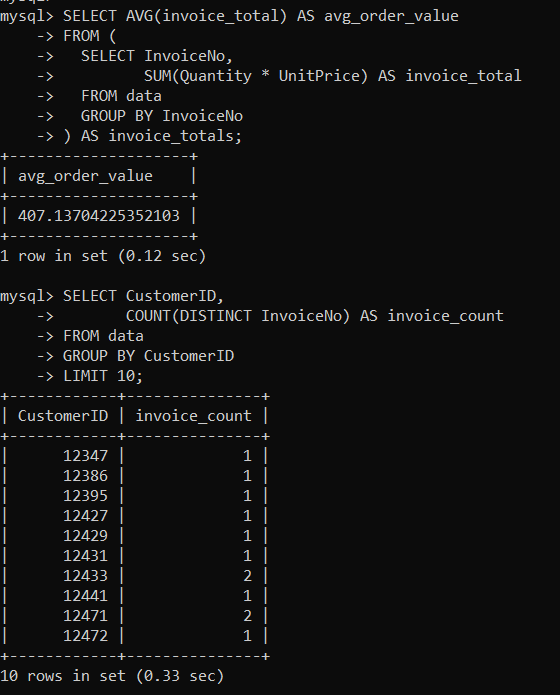 mysql>
mysql> SELECT AVG(invoice_total) AS avg_order_value
    -> FROM (
    ->   SELECT InvoiceNo,
    ->          SUM(Quantity * UnitPrice) AS invoice_total
    ->   FROM data
    ->   GROUP BY InvoiceNo
    -> ) AS invoice_totals;
+--------------------+
| avg_order_value    |
+--------------------+
| 407.13704225352103 |
+--------------------+
1 row in set (0.12 sec)

mysql> SELECT CustomerID,
    ->        COUNT(DISTINCT InvoiceNo) AS invoice_count
    -> FROM data
    -> GROUP BY CustomerID
    -> LIMIT 10;
+------------+---------------+
| CustomerID | invoice_count |
+------------+---------------+
|      12347 |             1 |
|      12386 |             1 |
|      12395 |             1 |
|      12427 |             1 |
|      12429 |             1 |
|      12431 |             1 |
|      12433 |             2 |
|      12441 |             1 |
|      12471 |             2 |
|      12472 |             1 |
+------------+---------------+
10 rows in set (0.33 sec)